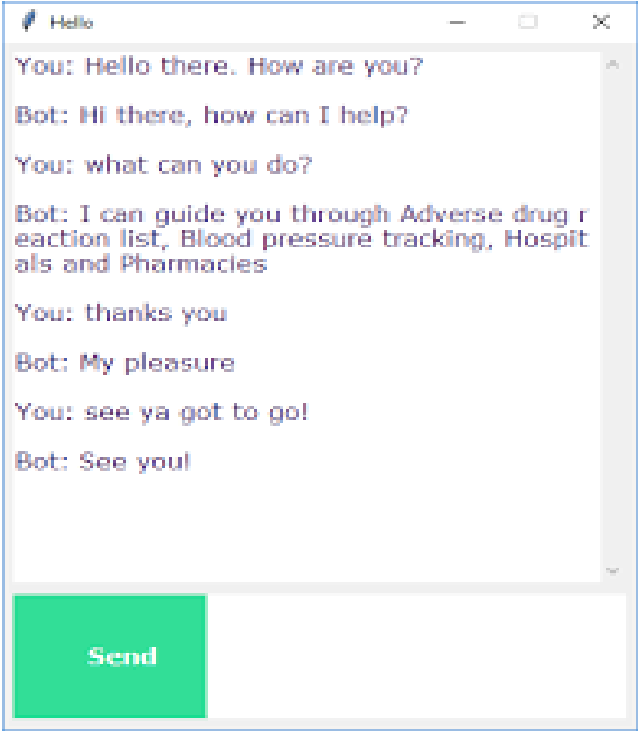 Hello
You: Hello there. How are you?
Bot: Hi there, how can I help?
You: what can you do?
Bot: I can guide you through Adverse drug r
eaction list, Blood pressure tracking, Hospit
als and Pharmacies
You: thanks you
Bot: My pleasure
You: see ya got to go!
Bot: See you!
Send